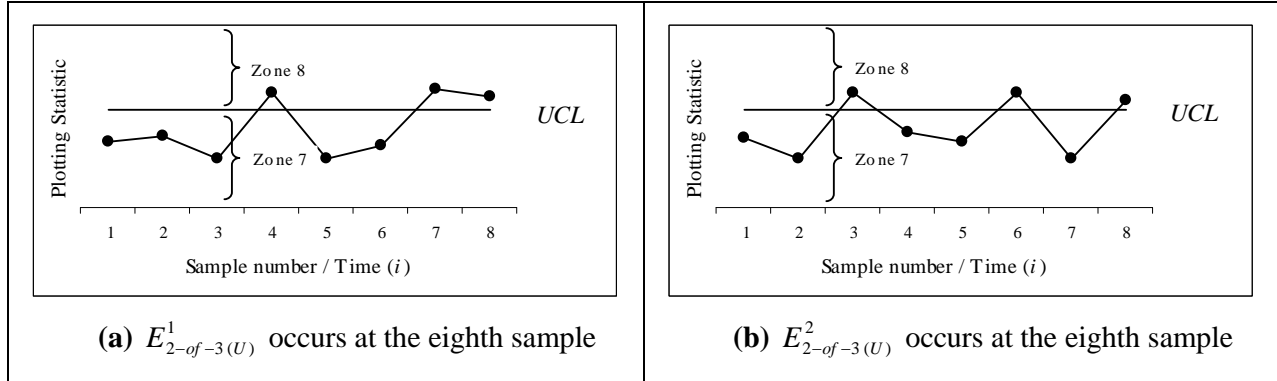 Plotting Statistic
Zone 8
Zone 7
UCL
1 2 3 4 5 6 7 8
Sample number / Time (i)
(a) E^1_{2-of-3(U)} occurs at the eighth sample
Plotting Statistic
Zone 8
Zone 7
UCL
1 2 3 4 5 6 7 8
Sample number / Time (i)
(b) E^2_{2-of-3(U)} occurs at the eighth sample